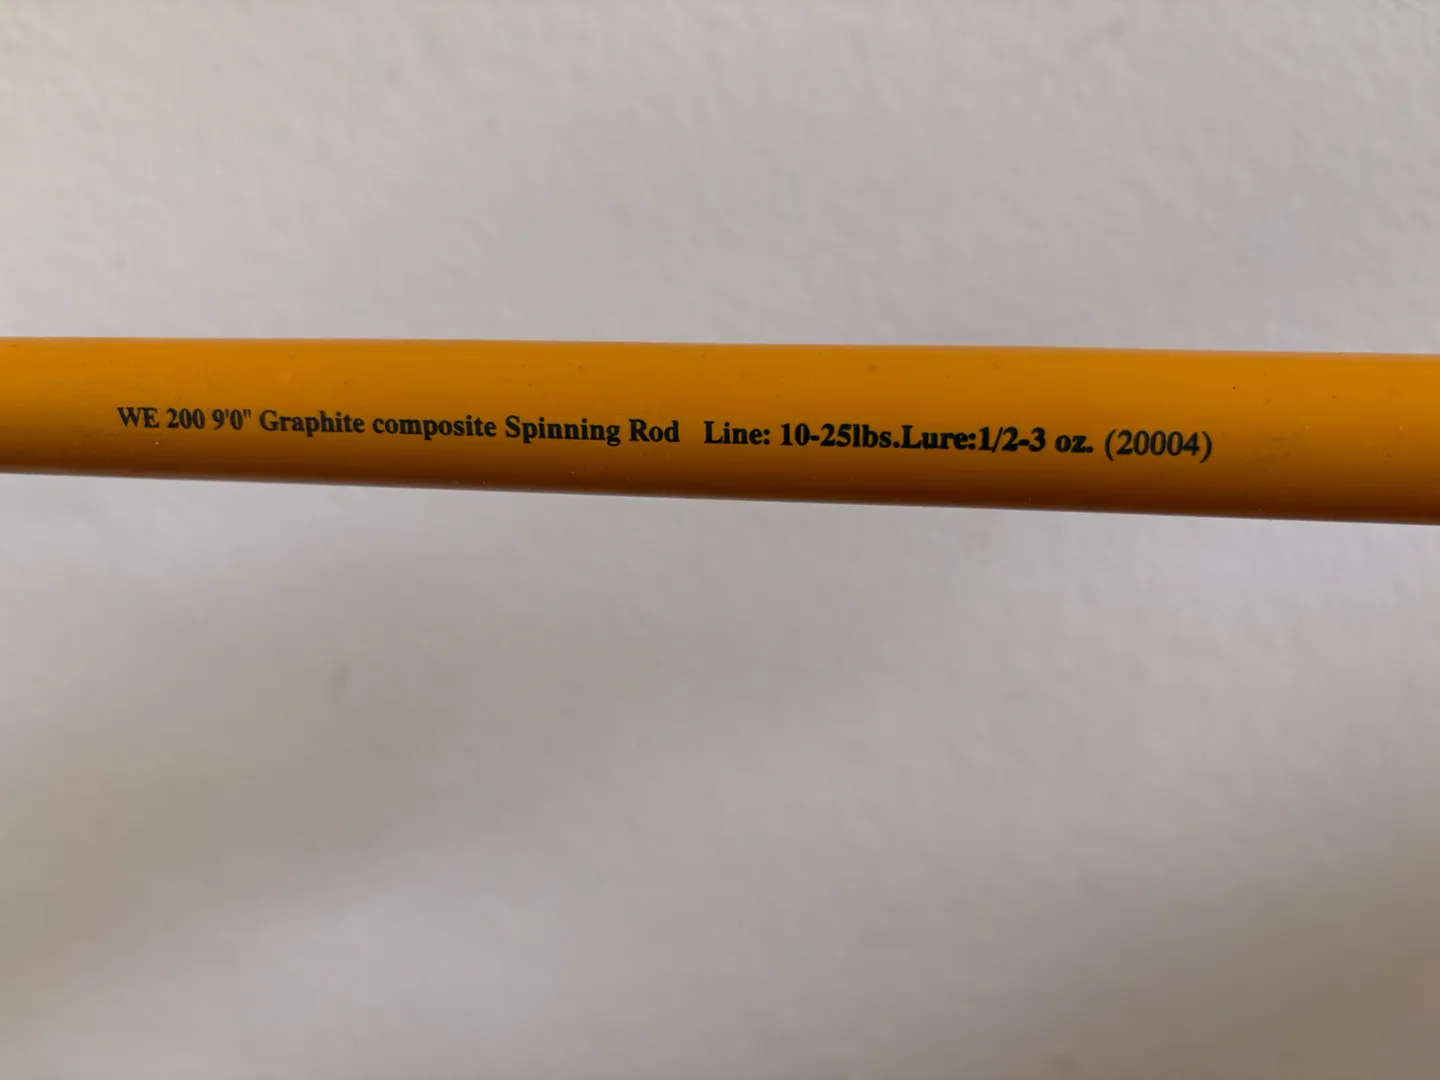 WE 200 9'0" Graphite composite Spinning Rod Line: 10-25lbs.Lure:1/2-3 oz. (20004)